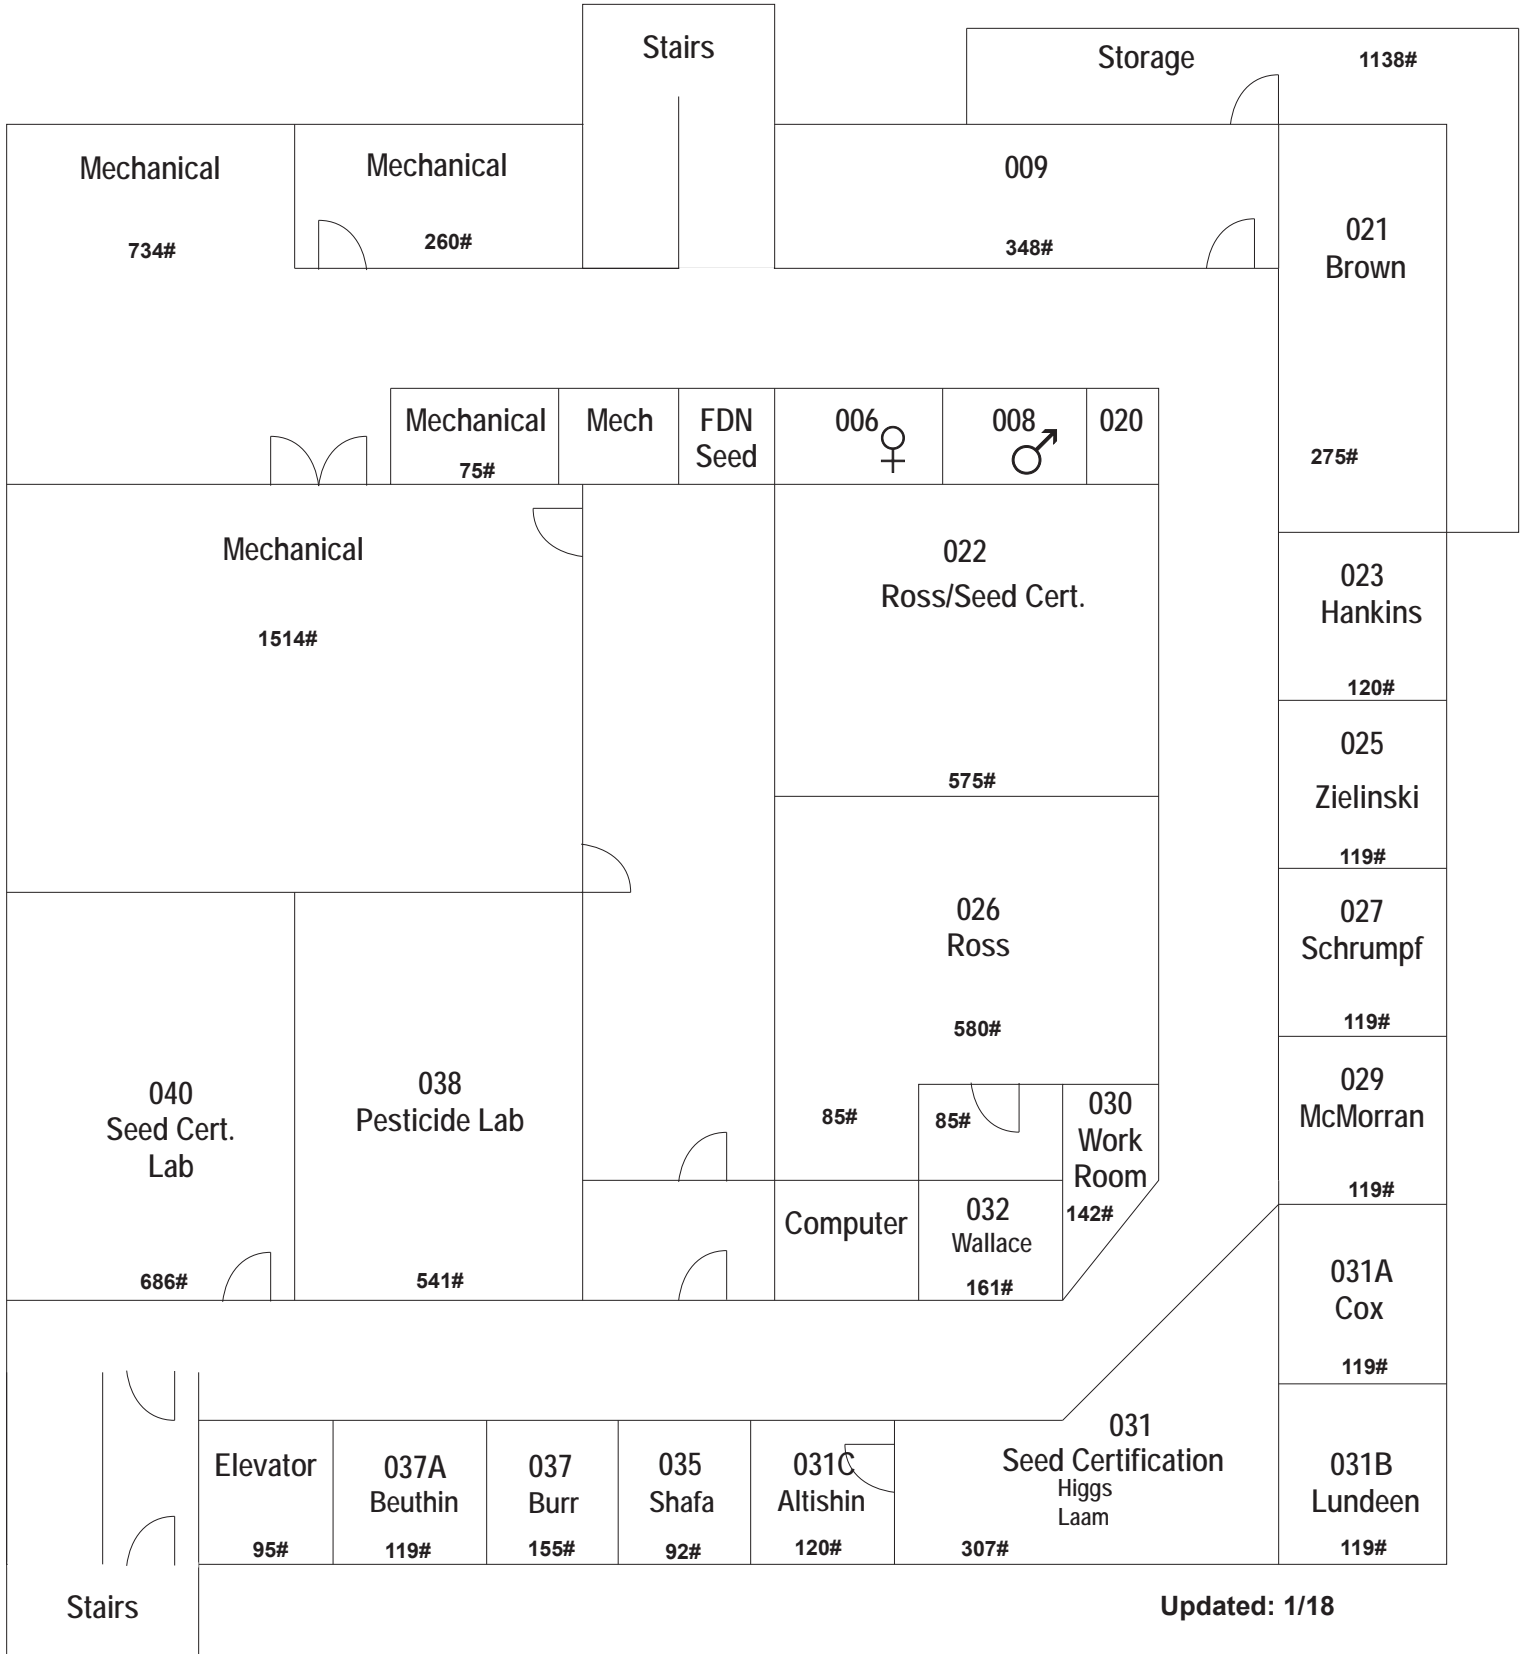 Stairs
Storage
1138#
Mechanical
734#
Mechanical
260#
009
348#
021
Brown
275#
Mechanical
75#
Mech
FDN
Seed
006
008
020
Mechanical
1514#
022
Ross/Seed Cert.
575#
023
Hankins
120#
025
Zielinski
119#
026
Ross
580#
85#
85#
027
Schrumpf
119#
040
Seed Cert.
Lab
686#
038
Pesticide Lab
541#
030
Work
Room
142#
029
McMorran
119#
Computer
032
Wallace
161#
031A
Cox
119#
Elevator
95#
037A
Beuthin
119#
037
Burr
155#
035
Shafa
92#
031C
Altishin
120#
031
Seed Certification
Higgs
Laam
307#
031B
Lundeen
119#
Stairs
Updated: 1/18